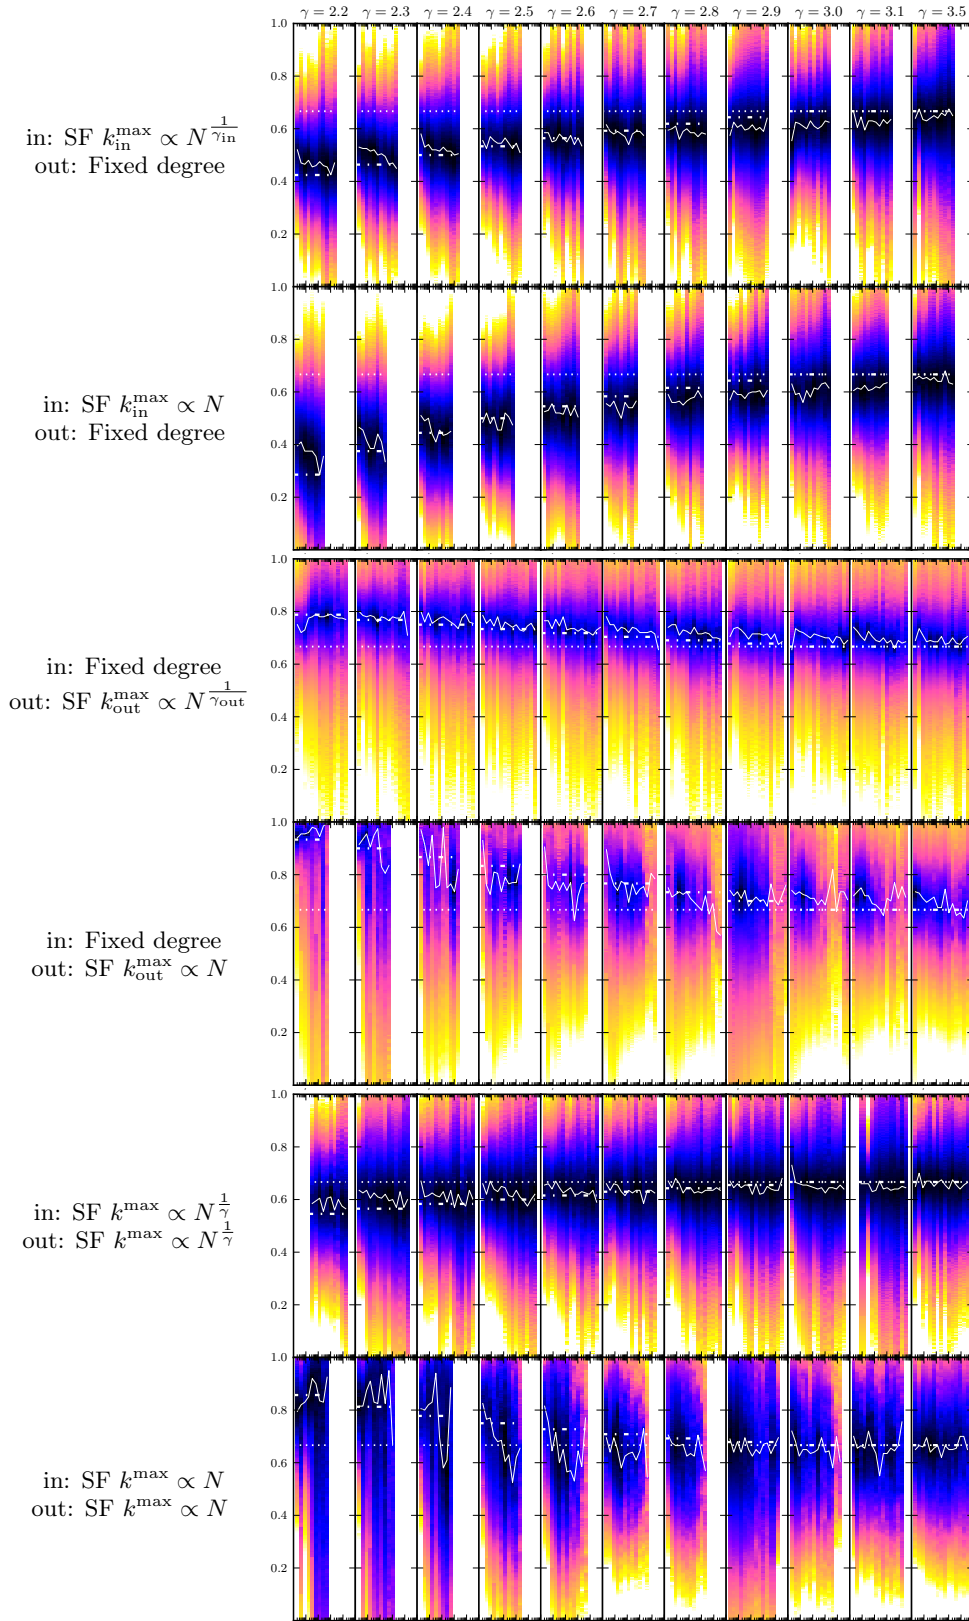 γ = 2.2 γ = 2.3 γ = 2.4 γ = 2.5 γ = 2.6 γ = 2.7 γ = 2.8 γ = 2.9 γ = 3.0 γ = 3.1 γ = 3.5
1.0
0.8
in: SF k_in^max ∝ N^(1/γ_in)
0.6
out: Fixed degree
0.4
0.2
1.0
0.8
0.6
in: SF k_in^max ∝ N
out: Fixed degree
0.4
0.2
1.0
0.8
in: Fixed degree
0.6
out: SF k_out^max ∝ N^(1/γ_out)
0.4
0.2
1.0
0.8
0.6
in: Fixed degree
out: SF k_out^max ∝ N
0.4
0.2
1.0
0.8
0.6
in: SF k^max ∝ N^(1/γ)
out: SF k^max ∝ N^(1/γ)
0.4
0.2
1.0
0.8
0.6
in: SF k^max ∝ N
out: SF k^max ∝ N
0.4
0.2